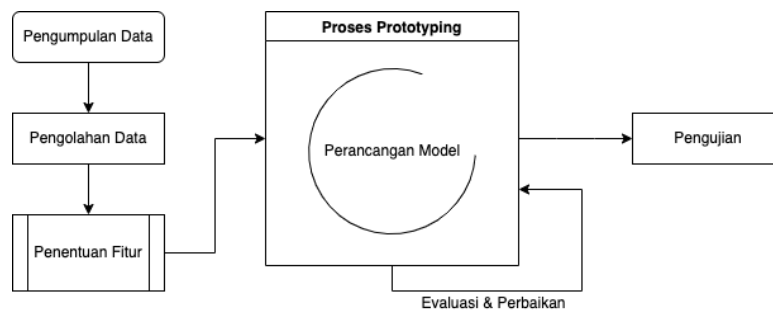 Pengumpulan Data
Pengolahan Data
Penentuan Fitur
Proses Prototyping
Perancangan Model
Evaluasi & Perbaikan
Pengujian